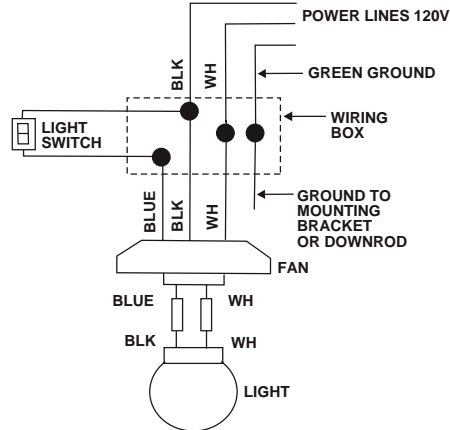 POWER LINES 120V
BLK
WH
GREEN GROUND
LIGHT
SWITCH
WIRING
BOX
BLUE
BLK
WH
GROUND TO
MOUNTING
BRACKET
OR DOWNROD
FAN
BLUE
WH
BLK
WH
LIGHT